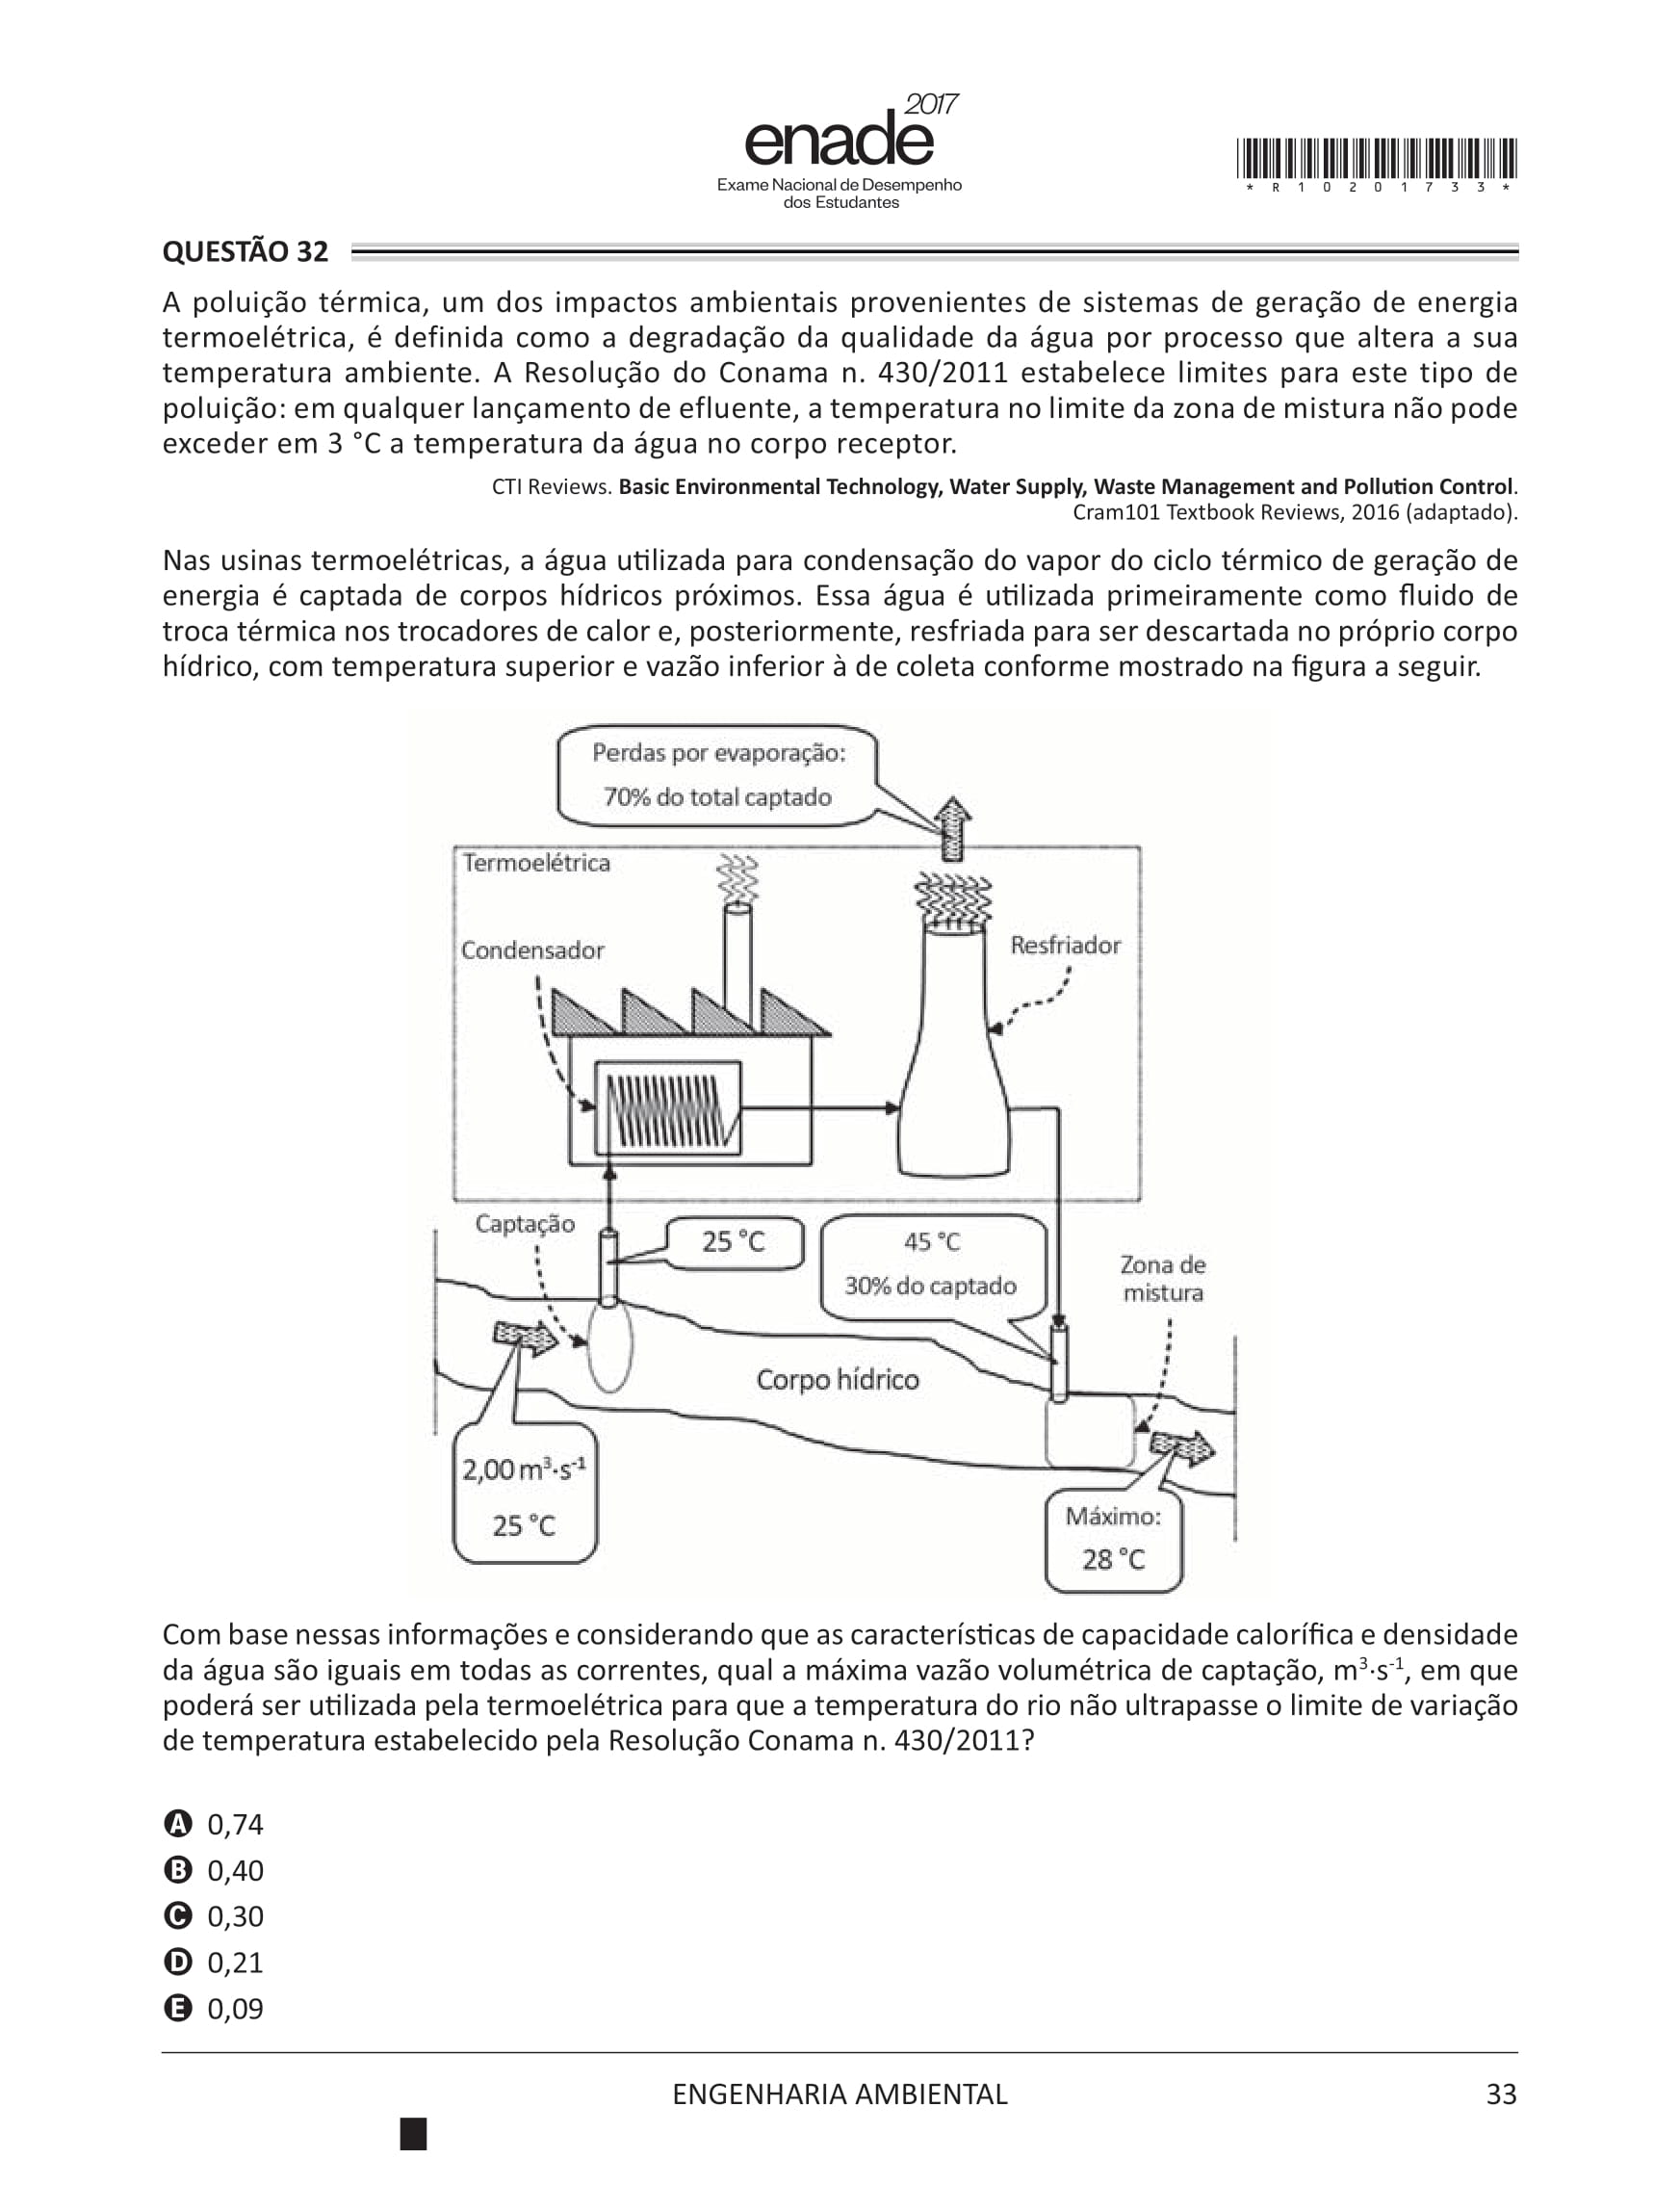 2017
enade
Exame Nacional de Desempenho
dos Estudantes
* R 1 0 2 0 1 7 3 3 *
QUESTÃO 32
A poluição térmica, um dos impactos ambientais provenientes de sistemas de geração de energia
termoelétrica, é definida como a degradação da qualidade da água por processo que altera a sua
temperatura ambiente. A Resolução do Conama n. 430/2011 estabelece limites para este tipo de
poluição: em qualquer lançamento de efluente, a temperatura no limite da zona de mistura não pode
exceder em 3 °C a temperatura da água no corpo receptor.
CTI Reviews. Basic Environmental Technology, Water Supply, Waste Management and Pollution Control.
Cram101 Textbook Reviews, 2016 (adaptado).
Nas usinas termoelétricas, a água utilizada para condensação do vapor do ciclo térmico de geração de
energia é captada de corpos hídricos próximos. Essa água é utilizada primeiramente como fluido de
troca térmica nos trocadores de calor e, posteriormente, resfriada para ser descartada no próprio corpo
hídrico, com temperatura superior e vazão inferior à de coleta conforme mostrado na figura a seguir.
Perdas por evaporação:
70% do total captado
Termoelétrica
Condensador
Resfriador
Captação
25 °C
45 °C
30% do captado
Zona de
mistura
Corpo hídrico
2,00 m³·s⁻¹
25 °C
Máximo:
28 °C
Com base nessas informações e considerando que as características de capacidade calorífica e densidade
da água são iguais em todas as correntes, qual a máxima vazão volumétrica de captação, m³·s⁻¹, em que
poderá ser utilizada pela termoelétrica para que a temperatura do rio não ultrapasse o limite de variação
de temperatura estabelecido pela Resolução Conama n. 430/2011?
A 0,74
B 0,40
C 0,30
D 0,21
E 0,09
ENGENHARIA AMBIENTAL
33